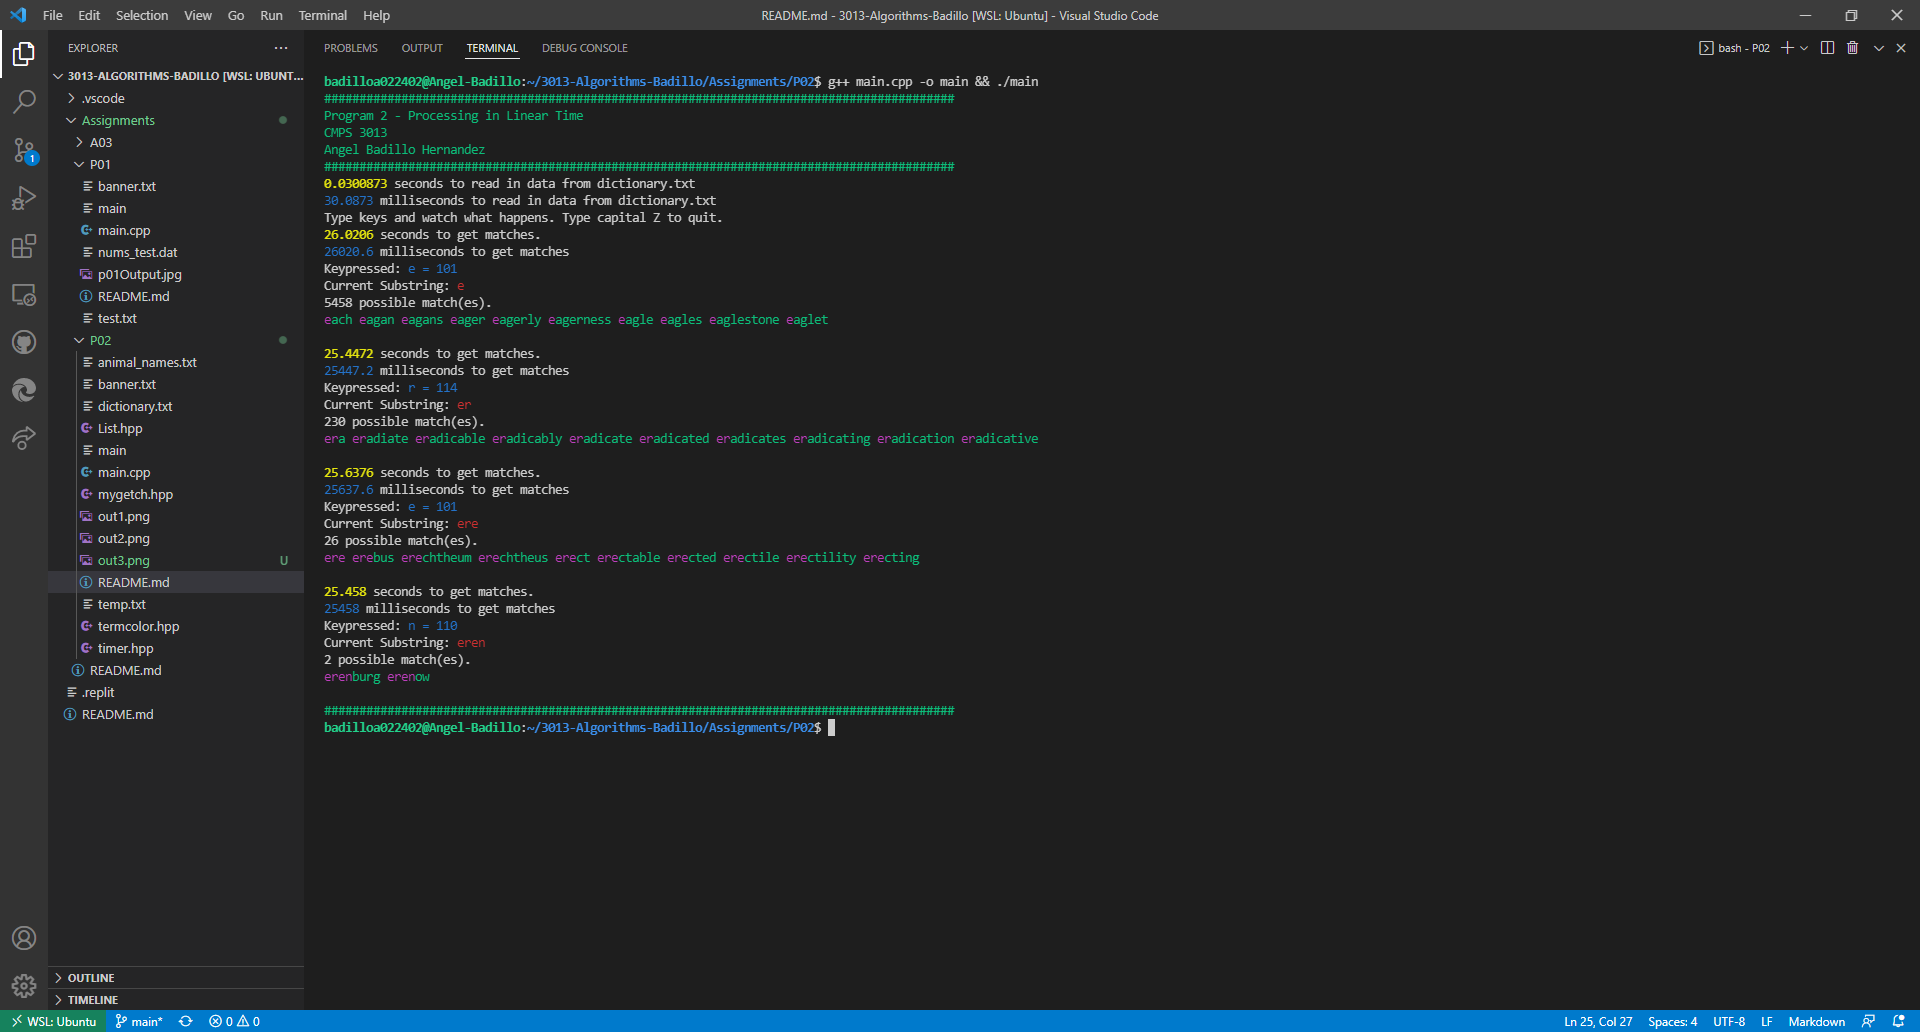 File Edit Selection View Go Run Terminal Help
README.md - 3013-Algorithms-Badillo [WSL: Ubuntu] - Visual Studio Code
EXPLORER
3013-ALGORITHMS-BADILLO [WSL: UBUNT...
.vscode
Assignments
A03
P01
banner.txt
main
main.cpp
nums_test.dat
p01Output.jpg
README.md
test.txt
P02
animal_names.txt
banner.txt
dictionary.txt
List.hpp
main
main.cpp
mygetch.hpp
out1.png
out2.png
out3.png U
README.md
temp.txt
termcolor.hpp
timer.hpp
README.md
.replit
README.md
OUTLINE
TIMELINE
1
PROBLEMS OUTPUT TERMINAL DEBUG CONSOLE
bash - P02
badilloa022402@Angel-Badillo:~/3013-Algorithms-Badillo/Assignments/P02$ g++ main.cpp -o main && ./main
##########################################################################################
Program 2 - Processing in Linear Time
CMPS 3013
Angel Badillo Hernandez
##########################################################################################
0.0300873 seconds to read in data from dictionary.txt
30.0873 milliseconds to read in data from dictionary.txt
Type keys and watch what happens. Type capital Z to quit.
26.0206 seconds to get matches.
26020.6 milliseconds to get matches
Keypressed: e = 101
Current Substring: e
5458 possible match(es).
each eagan eagans eager eagerly eagerness eagle eagles eaglestone eaglet
25.4472 seconds to get matches.
25447.2 milliseconds to get matches
Keypressed: r = 114
Current Substring: er
230 possible match(es).
era eradiate eradicable eradicably eradicate eradicated eradicates eradicating eradication eradicative
25.6376 seconds to get matches.
25637.6 milliseconds to get matches
Keypressed: e = 101
Current Substring: ere
26 possible match(es).
ere erebus erechtheum erechtheus erect erectable erected erectile erectility erecting
25.458 seconds to get matches.
25458 milliseconds to get matches
Keypressed: n = 110
Current Substring: eren
2 possible match(es).
erenburg erenow
##########################################################################################
badilloa022402@Angel-Badillo:~/3013-Algorithms-Badillo/Assignments/P02$
WSL: Ubuntu main* 0 0
Ln 25, Col 27 Spaces: 4 UTF-8 LF Markdown